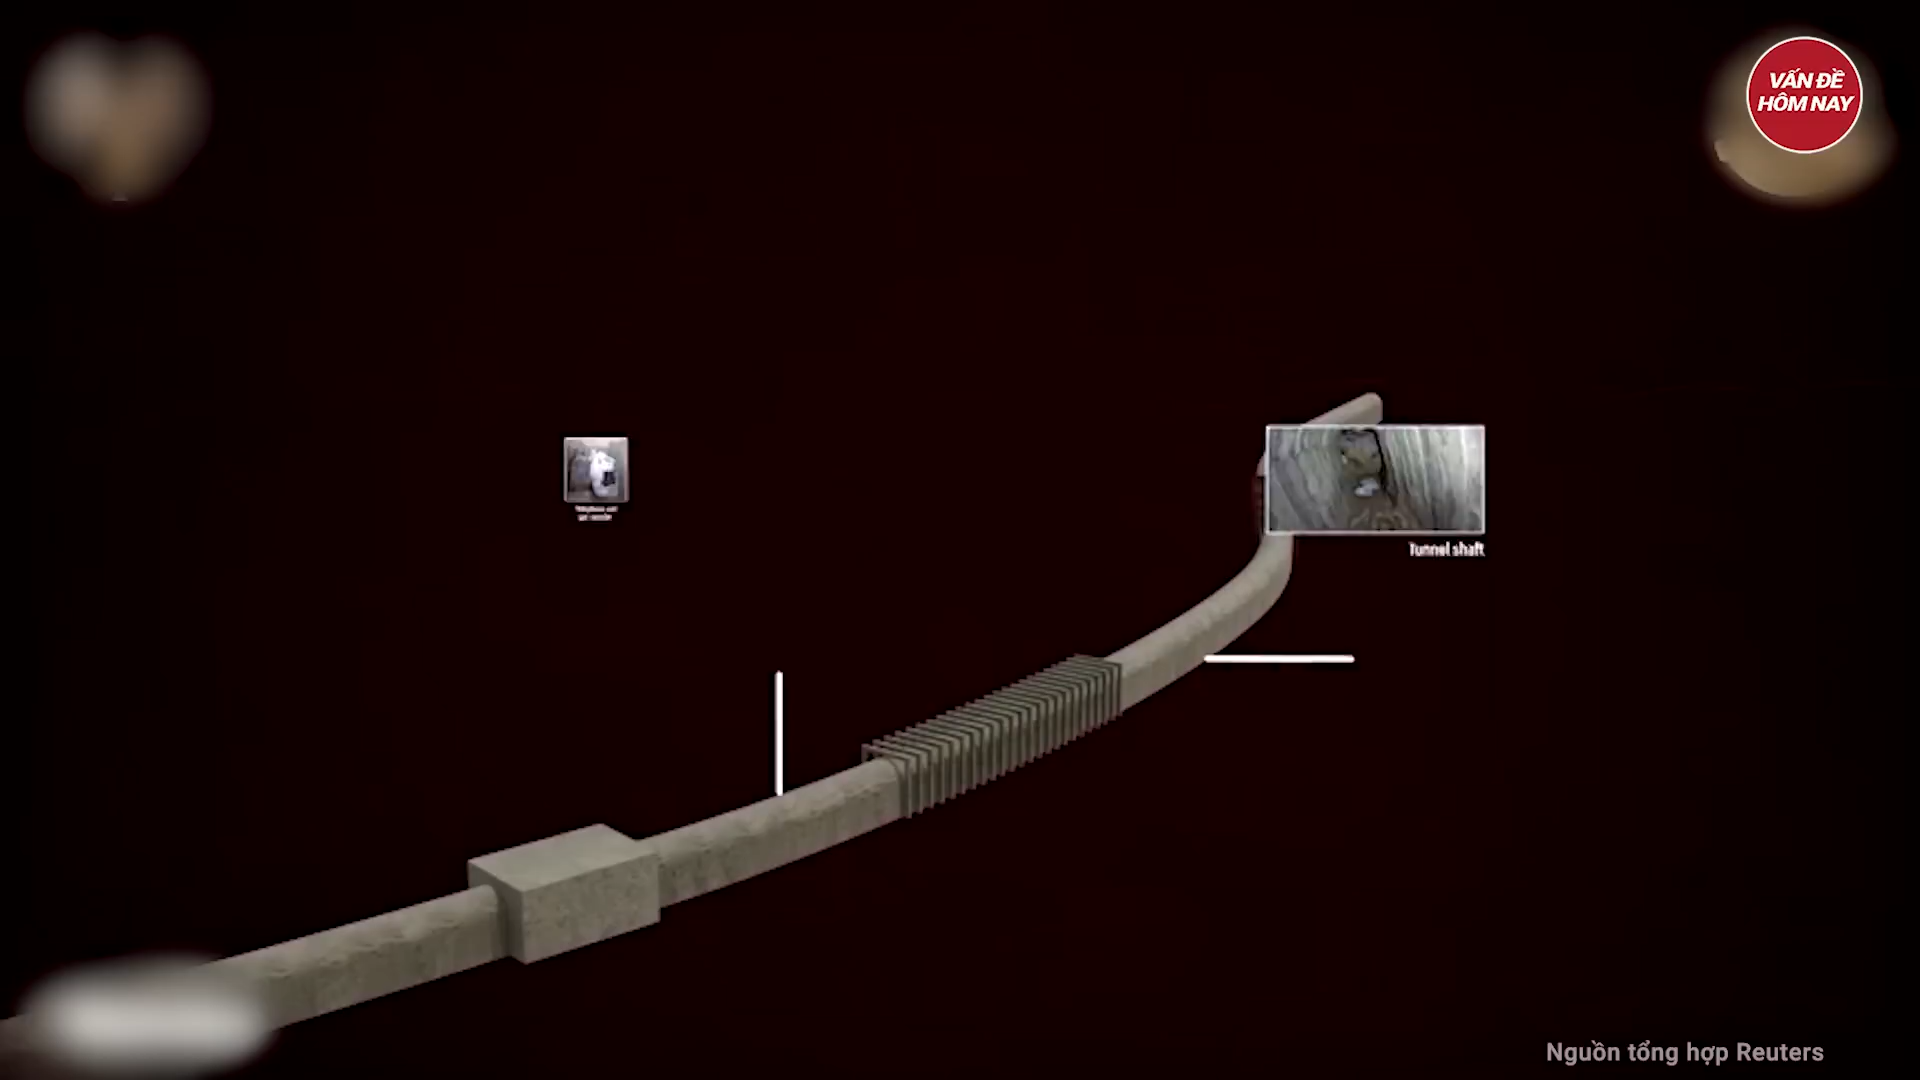 VẤN ĐỀ
HÔM NAY
Tunnel shaft
Nguồn tổng hợp Reuters